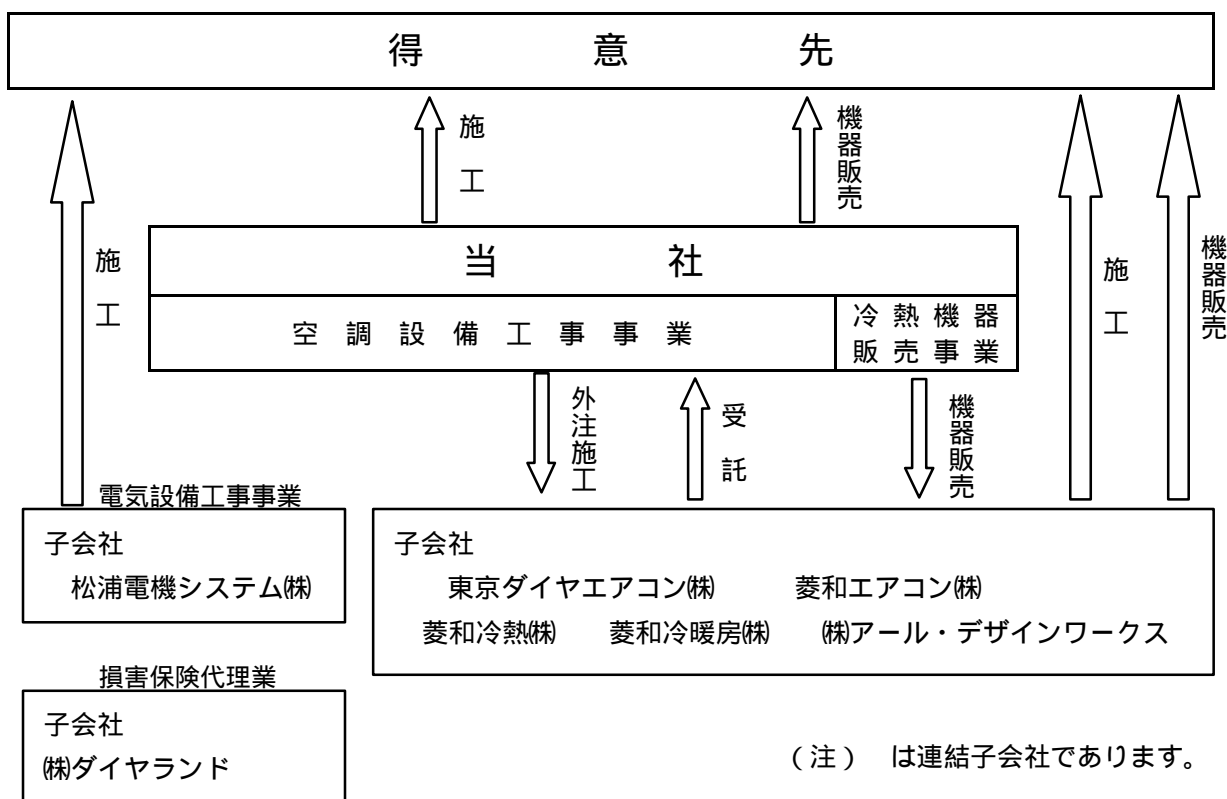 得意先
施工
機器販売
施工
当社
空調設備工事事業
冷熱機器
販売事業
施工
機器販売
外注施工
受託
機器販売
電気設備工事事業
子会社
松浦電機システム㈱
子会社
東京ダイヤエアコン㈱ 菱和エアコン㈱
菱和冷熱㈱ 菱和冷暖房㈱ ㈱アール・デザインワークス
損害保険代理業
子会社
㈱ダイヤランド
(注) は連結子会社であります。